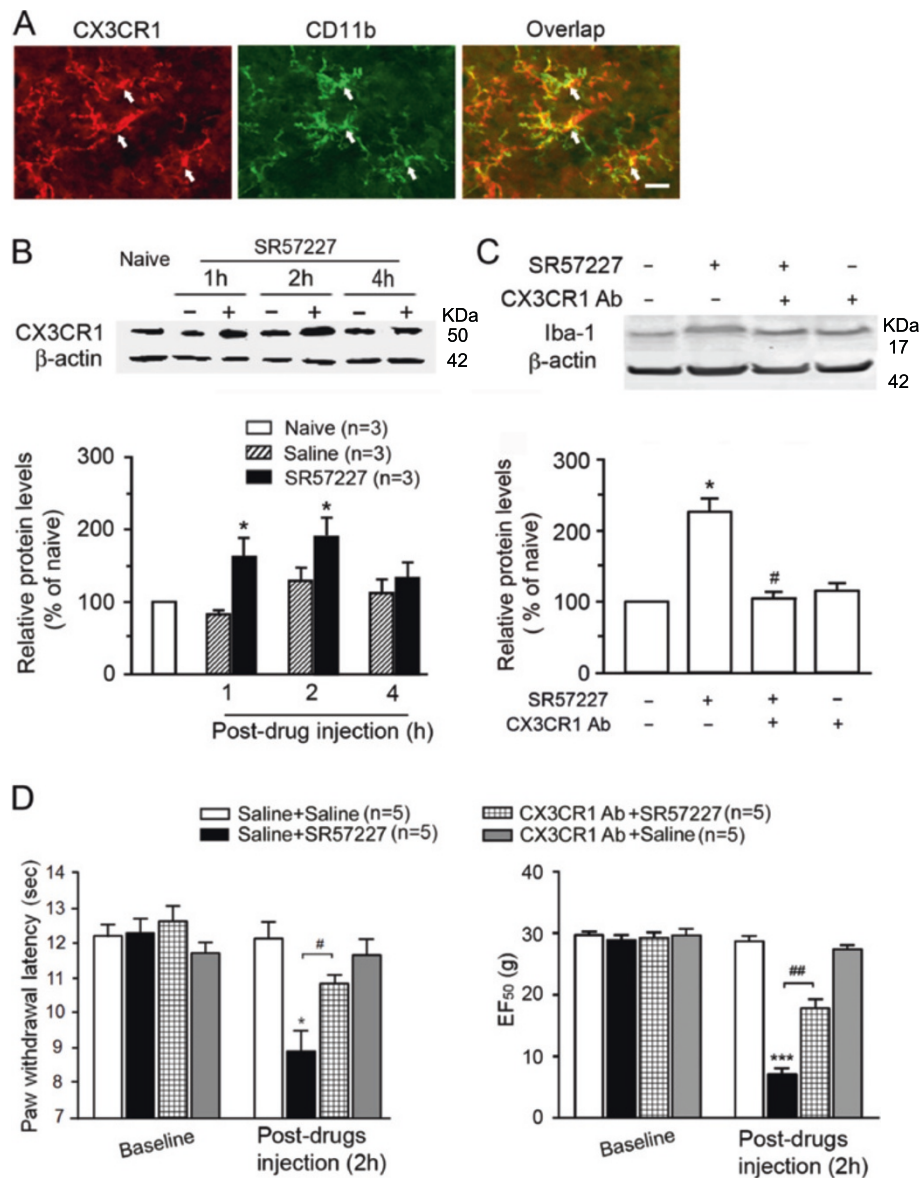 A
CX3CR1 CD11b Overlap
B
Naive SR57227
1h 2h 4h
− + − + − + KDa
CX3CR1 50
β-actin 42
Naive (n=3)
Saline (n=3)
SR57227 (n=3)
Relative protein levels
(% of naive)
300
200
100
0
* *
1 2 4
Post-drug injection (h)
C
SR57227 − + + −
CX3CR1 Ab − − + +
Iba-1 KDa
17
β-actin
42
Relative protein levels
( % of naive)
300
200
100
0
*
#
SR57227 − + + −
CX3CR1 Ab − − + +
D
Saline+Saline (n=5) CX3CR1 Ab+SR57227 (n=5)
Saline+SR57227 (n=5) CX3CR1 Ab+Saline (n=5)
Paw withdrawal latency (sec)
14
13
12
11
10
9
8
7
#
*
Baseline Post-drugs
injection (2h)
EF50 (g)
40
30
20
10
0
##
***
Baseline Post-drugs
injection (2h)